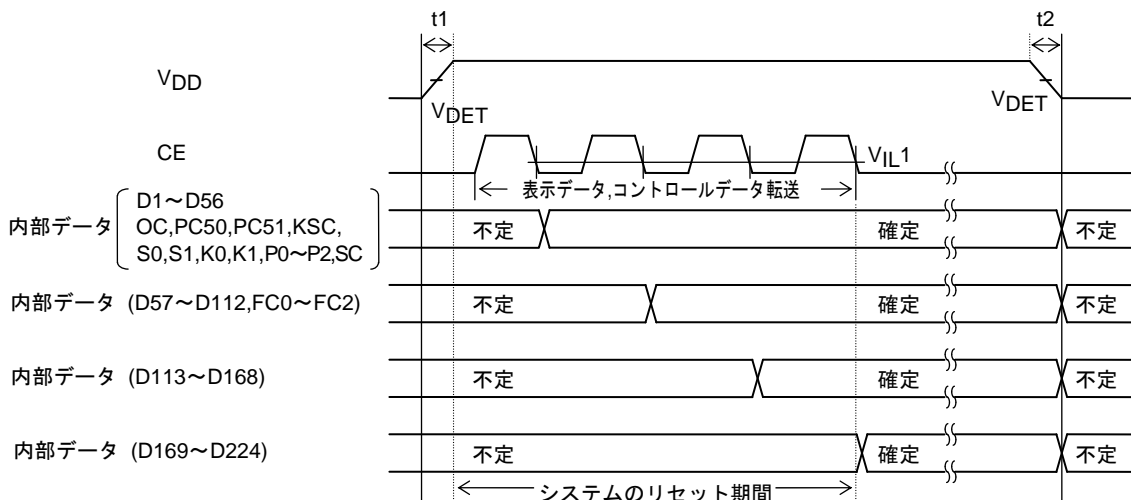 t1 t2
VDD
VDET VDET
CE
VIL1
表示データ,コントロールデータ転送
D1～D56
内部データ OC,PC50,PC51,KSC, 不定 確定 不定
S0,S1,K0,K1,P0～P2,SC
内部データ (D57～D112,FC0～FC2) 不定 確定 不定
内部データ (D113～D168) 不定 確定 不定
内部データ (D169～D224) 不定 確定 不定
システムのリセット期間